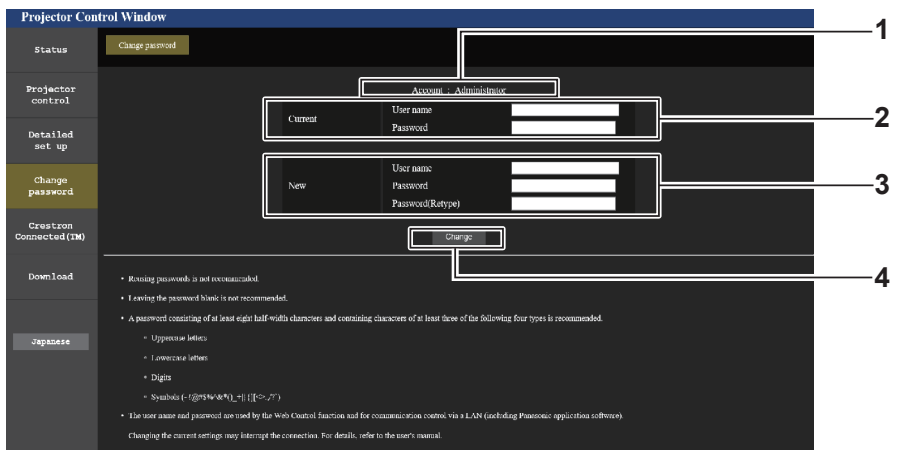 Projector Control Window
1
Status
Change password
Projector
control
Account : Administrator
Current
User name
Password
2
Detailed
set up
New
User name
Password
Password(Retype)
3
Change
password
Crestron
Connected(TM)
Change
4
Download
• Reusing passwords is not recommended.
• Leaving the password blank is not recommended.
• A password consisting of at least eight half-width characters and containing characters of at least three of the following four types is recommended.
Japanese
Uppercase letters
Lowercase letters
Digits
Symbols
• The user name and password are used by the Web Control function and for communication control via a LAN (including Panasonic application software).
Changing the current settings may interrupt the connection. For details, refer to the user's manual.